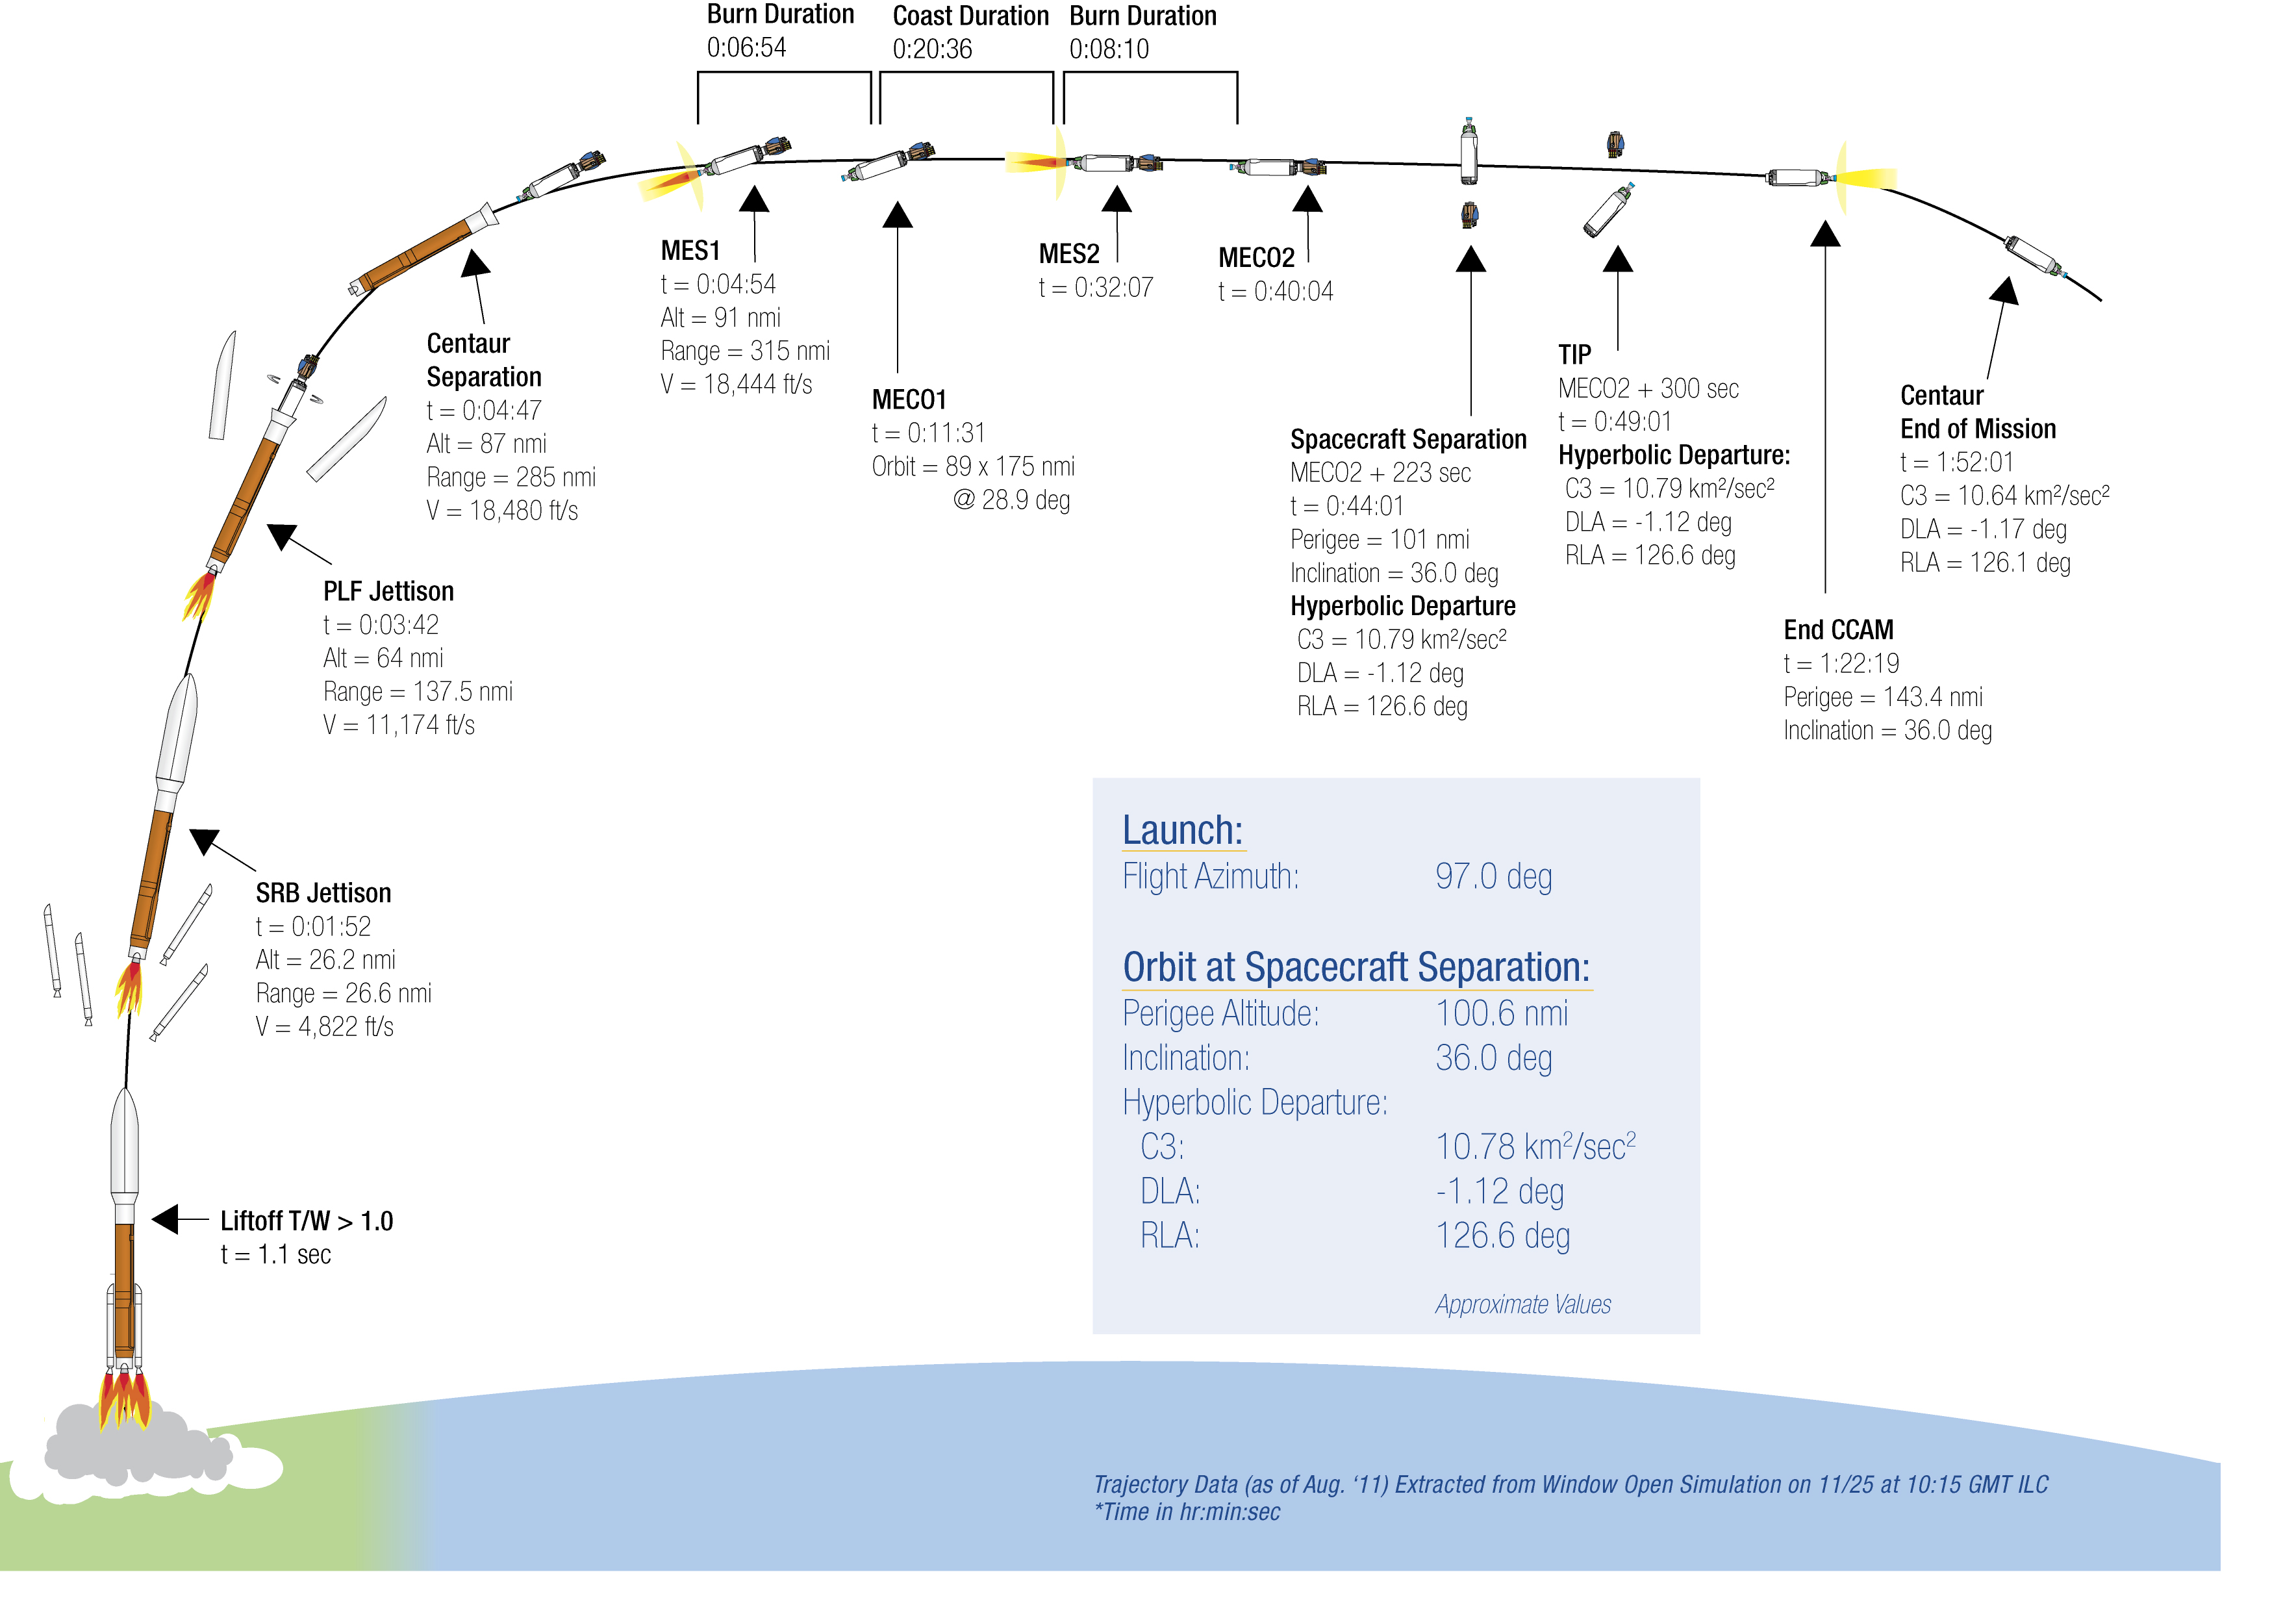 Burn Duration
0:06:54
Coast Duration
0:20:36
Burn Duration
0:08:10
MES1
t = 0:04:54
Alt = 91 nmi
Range = 315 nmi
V = 18,444 ft/s
MES2
t = 0:32:07
MECO2
t = 0:40:04
Centaur
Separation
t = 0:04:47
Alt = 87 nmi
Range = 285 nmi
V = 18,480 ft/s
MECO1
t = 0:11:31
Orbit = 89 x 175 nmi
@ 28.9 deg
Spacecraft Separation
MECO2 + 223 sec
t = 0:44:01
Perigee = 101 nmi
Inclination = 36.0 deg
Hyperbolic Departure
C3 = 10.79 km²/sec²
DLA = -1.12 deg
RLA = 126.6 deg
TIP
MECO2 + 300 sec
t = 0:49:01
Hyperbolic Departure:
C3 = 10.79 km²/sec²
DLA = -1.12 deg
RLA = 126.6 deg
Centaur
End of Mission
t = 1:52:01
C3 = 10.64 km²/sec²
DLA = -1.17 deg
RLA = 126.1 deg
End CCAM
t = 1:22:19
Perigee = 143.4 nmi
Inclination = 36.0 deg
PLF Jettison
t = 0:03:42
Alt = 64 nmi
Range = 137.5 nmi
V = 11,174 ft/s
SRB Jettison
t = 0:01:52
Alt = 26.2 nmi
Range = 26.6 nmi
V = 4,822 ft/s
Liftoff T/W > 1.0
t = 1.1 sec
Launch:
Flight Azimuth: 97.0 deg
Orbit at Spacecraft Separation:
Perigee Altitude: 100.6 nmi
Inclination: 36.0 deg
Hyperbolic Departure:
C3: 10.78 km²/sec²
DLA: -1.12 deg
RLA: 126.6 deg
Approximate Values
Trajectory Data (as of Aug. ‘11) Extracted from Window Open Simulation on 11/25 at 10:15 GMT ILC
*Time in hr:min:sec